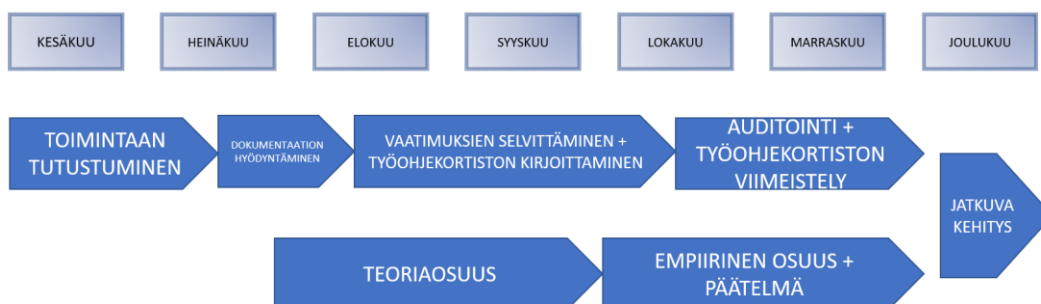 KESÄKUU
HEINÄKUU
ELOKUU
SYYSKUU
LOKAKUU
MARRASKUU
JOULUKUU
TOIMINTAAN
TUTUSTUMINEN
DOKUMENTAATION
HYÖDYNTÄMINEN
VAATIMUKSIEN SELVITTÄMINEN +
TYÖOHJEKORTISTON KIRJOITTAMINEN
AUDITOINTI +
TYÖOHJEKORTISTON
VIIMEISTELY
JATKUVA
KEHITYS
TEORIAOSUUS
EMPIIRINEN OSUUS +
PÄÄTELMÄ